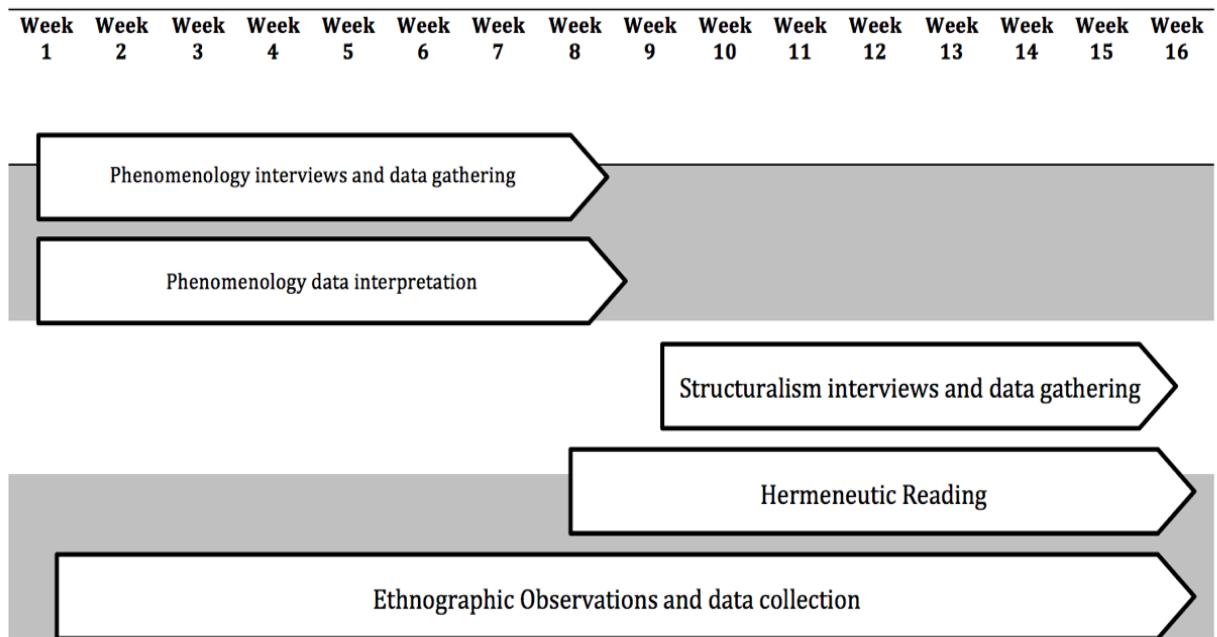 Week Week Week Week Week Week Week Week Week Week Week Week Week Week Week Week
1 2 3 4 5 6 7 8 9 10 11 12 13 14 15 16
Phenomenology interviews and data gathering
Phenomenology data interpretation
Structuralism interviews and data gathering
Hermeneutic Reading
Ethnographic Observations and data collection